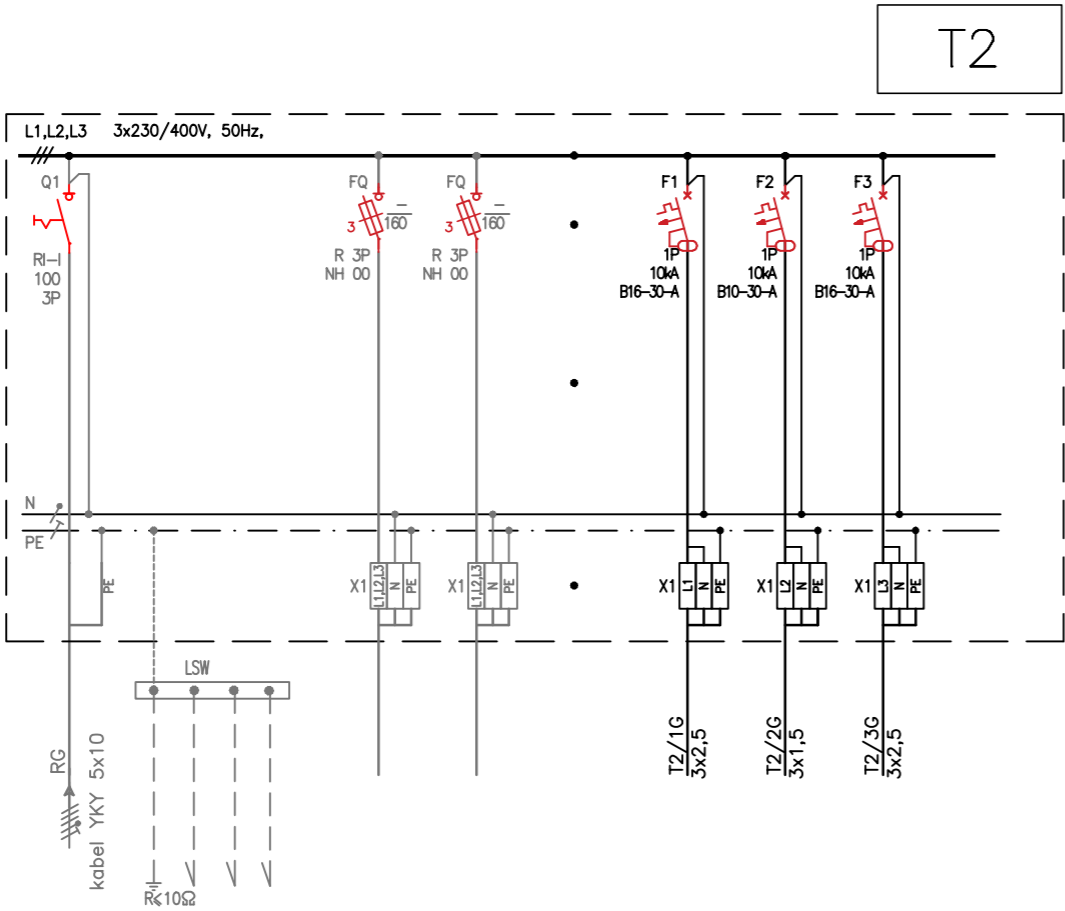 T2
L1,L2,L3 3x230/400V, 50Hz,
Q1
RI-I
100
3P
FQ
3
–
160
R 3P
NH 00
FQ
3
–
160
R 3P
NH 00
F1
1P
10kA
B16-30-A
F2
1P
10kA
B10-30-A
F3
1P
10kA
B16-30-A
N
PE
PE
X1 L1,L2,L3 N PE
X1 L1,L2,L3 N PE
X1 L1 N PE
X1 L2 N PE
X1 L3 N PE
LSW
RG
kabel YKY 5x10
R⩽10Ω
T2/1G
3x2,5
T2/2G
3x1,5
T2/3G
3x2,5